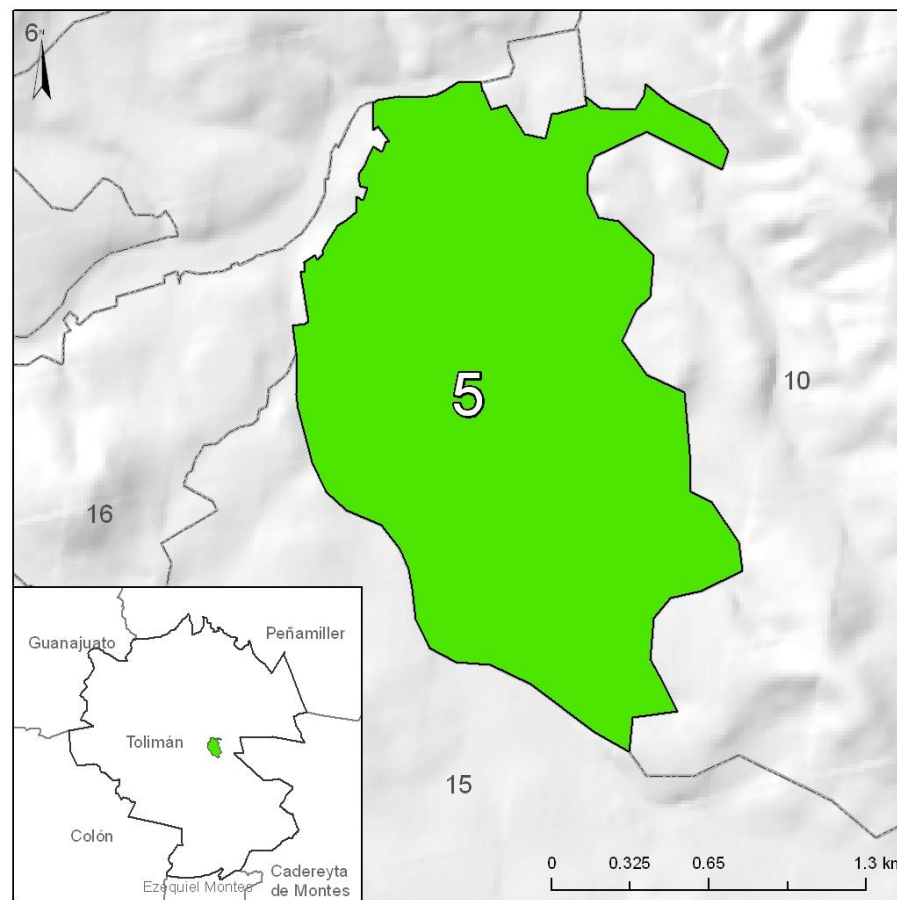 6
N
5
10
16
Guanajuato
Peñamiller
Tolimán
Colón
Ezequiel Montes
Cadereyta
de Montes
15
0 0.325 0.65 1.3 km